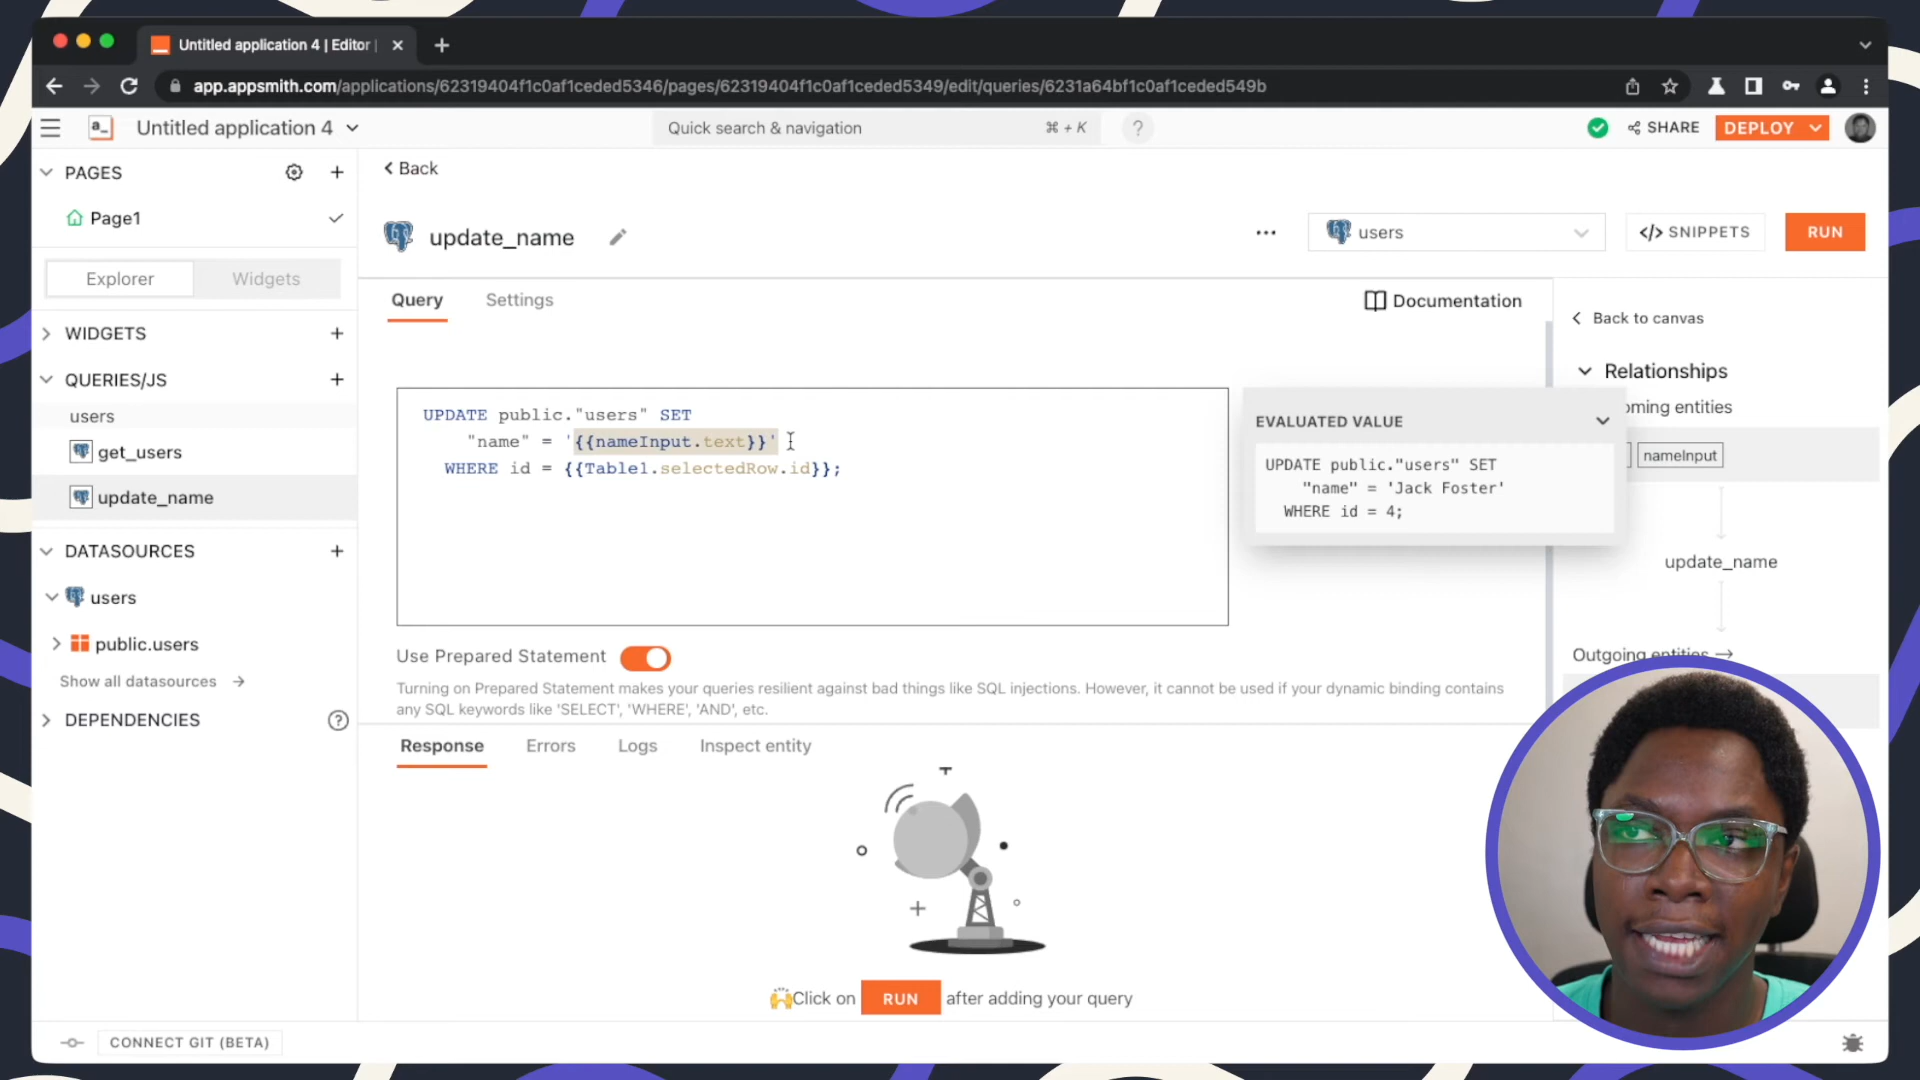 Untitled application 4 | Editor |
app.appsmith.com/applications/62319404f1c0af1ceded5346/pages/62319404f1c0af1ceded5349/edit/queries/6231a64bf1c0af1ceded549b
a_
Untitled application 4
Quick search & navigation
⌘ + K
?
SHARE
DEPLOY
PAGES
Page1
Explorer
Widgets
WIDGETS
QUERIES/JS
users
get_users
update_name
DATASOURCES
users
public.users
Show all datasources
DEPENDENCIES
?
CONNECT GIT (BETA)
Back
update_name
users
</> SNIPPETS
RUN
Query
Settings
Documentation
UPDATE public."users" SET
"name" = '{{nameInput.text}}'
WHERE id = {{Table1.selectedRow.id}};
EVALUATED VALUE
UPDATE public."users" SET
"name" = 'Jack Foster'
WHERE id = 4;
Use Prepared Statement
Turning on Prepared Statement makes your queries resilient against bad things like SQL injections. However, it cannot be used if your dynamic binding contains
any SQL keywords like 'SELECT', 'WHERE', 'AND', etc.
Response
Errors
Logs
Inspect entity
Click on RUN after adding your query
Back to canvas
Relationships
oming entities
nameInput
update_name
Outgoing entities